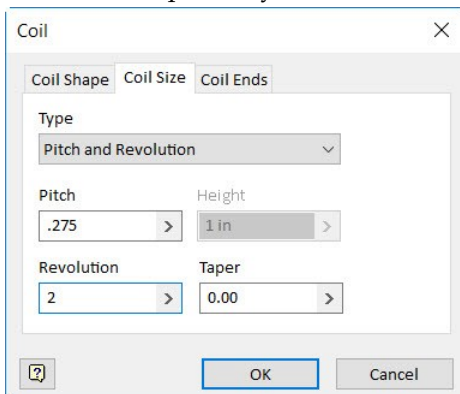 Coil
Coil Shape Coil Size Coil Ends
Type
Pitch and Revolution
Pitch Height
.275 1 in
Revolution Taper
2 0.00
OK Cancel